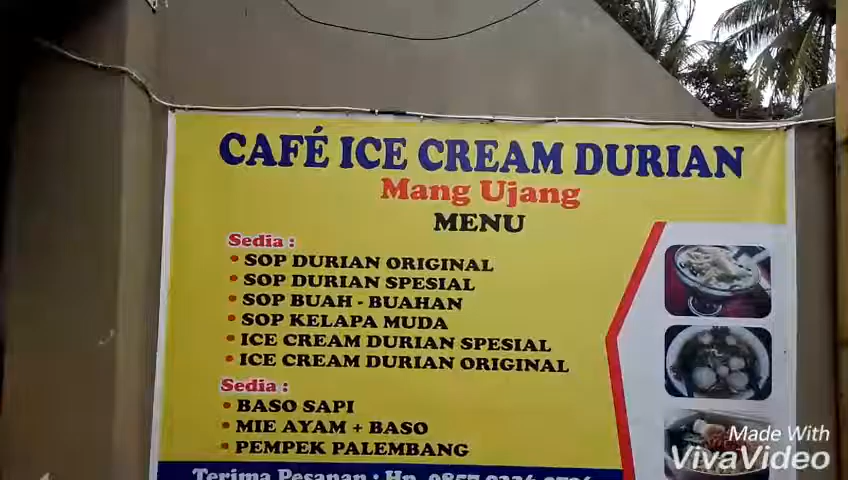 CAFÉ ICE CREAM DURIAN
Mang Ujang
MENU
Sedia :
• SOP DURIAN ORIGINAL
• SOP DURIAN SPESIAL
• SOP BUAH - BUAHAN
• SOP KELAPA MUDA
• ICE CREAM DURIAN SPESIAL
• ICE CREAM DURIAN ORIGINAL
Sedia :
• BASO SAPI
• MIE AYAM + BASO
• PEMPEK PALEMBANG
Terima Pesanan : Hp. 0857
Made With
VivaVideo